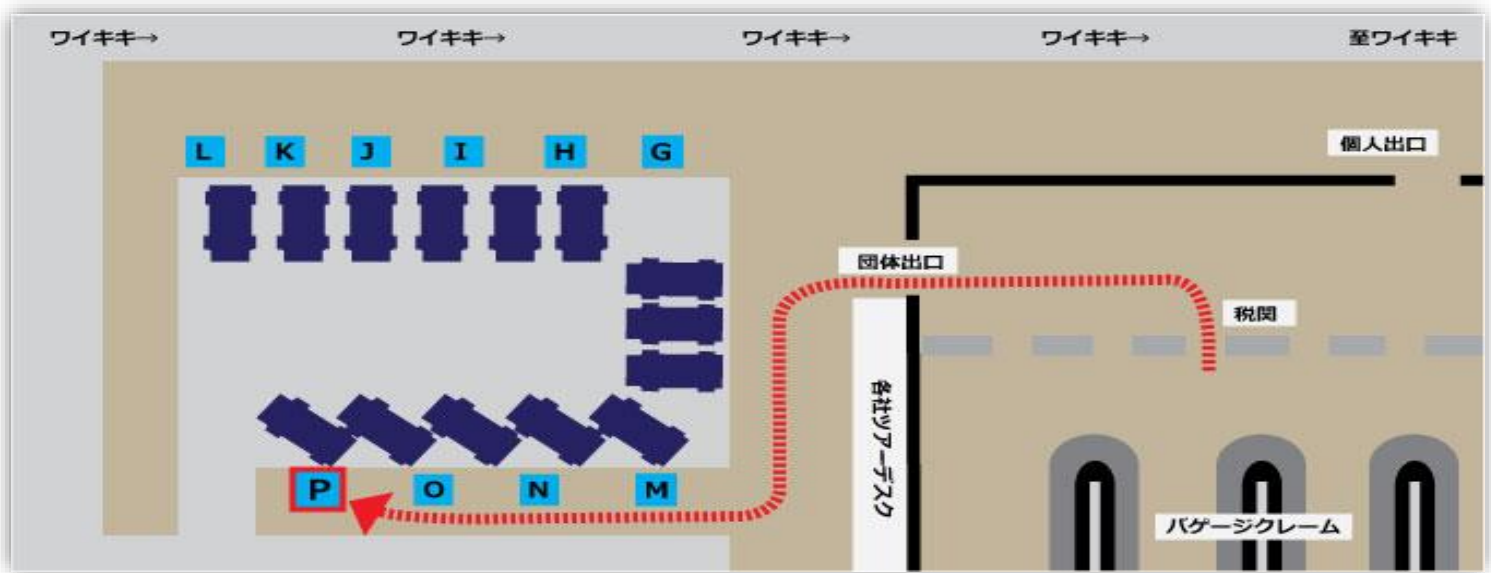 ワイキキ→
ワイキキ→
ワイキキ→
ワイキキ→
至ワイキキ
L
K
J
I
H
G
個人出口
団体出口
税関
各社ツアーデスク
P
O
N
M
バゲージクレーム